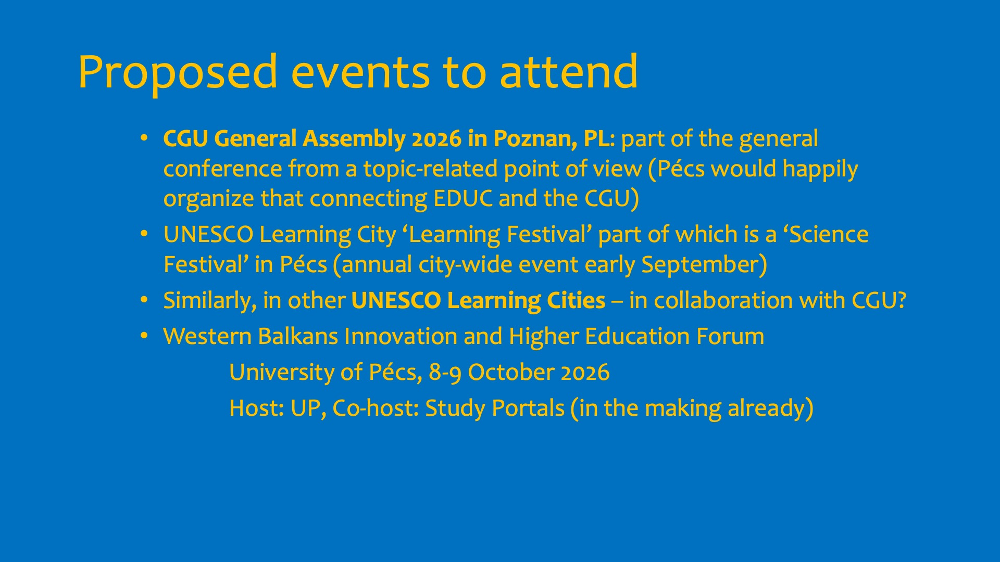 Proposed events to attend
• CGU General Assembly 2026 in Poznan, PL: part of the general
conference from a topic-related point of view (Pécs would happily
organize that connecting EDUC and the CGU)
• UNESCO Learning City ‘Learning Festival’ part of which is a ‘Science
Festival’ in Pécs (annual city-wide event early September)
• Similarly, in other UNESCO Learning Cities – in collaboration with CGU?
• Western Balkans Innovation and Higher Education Forum
University of Pécs, 8-9 October 2026
Host: UP, Co-host: Study Portals (in the making already)